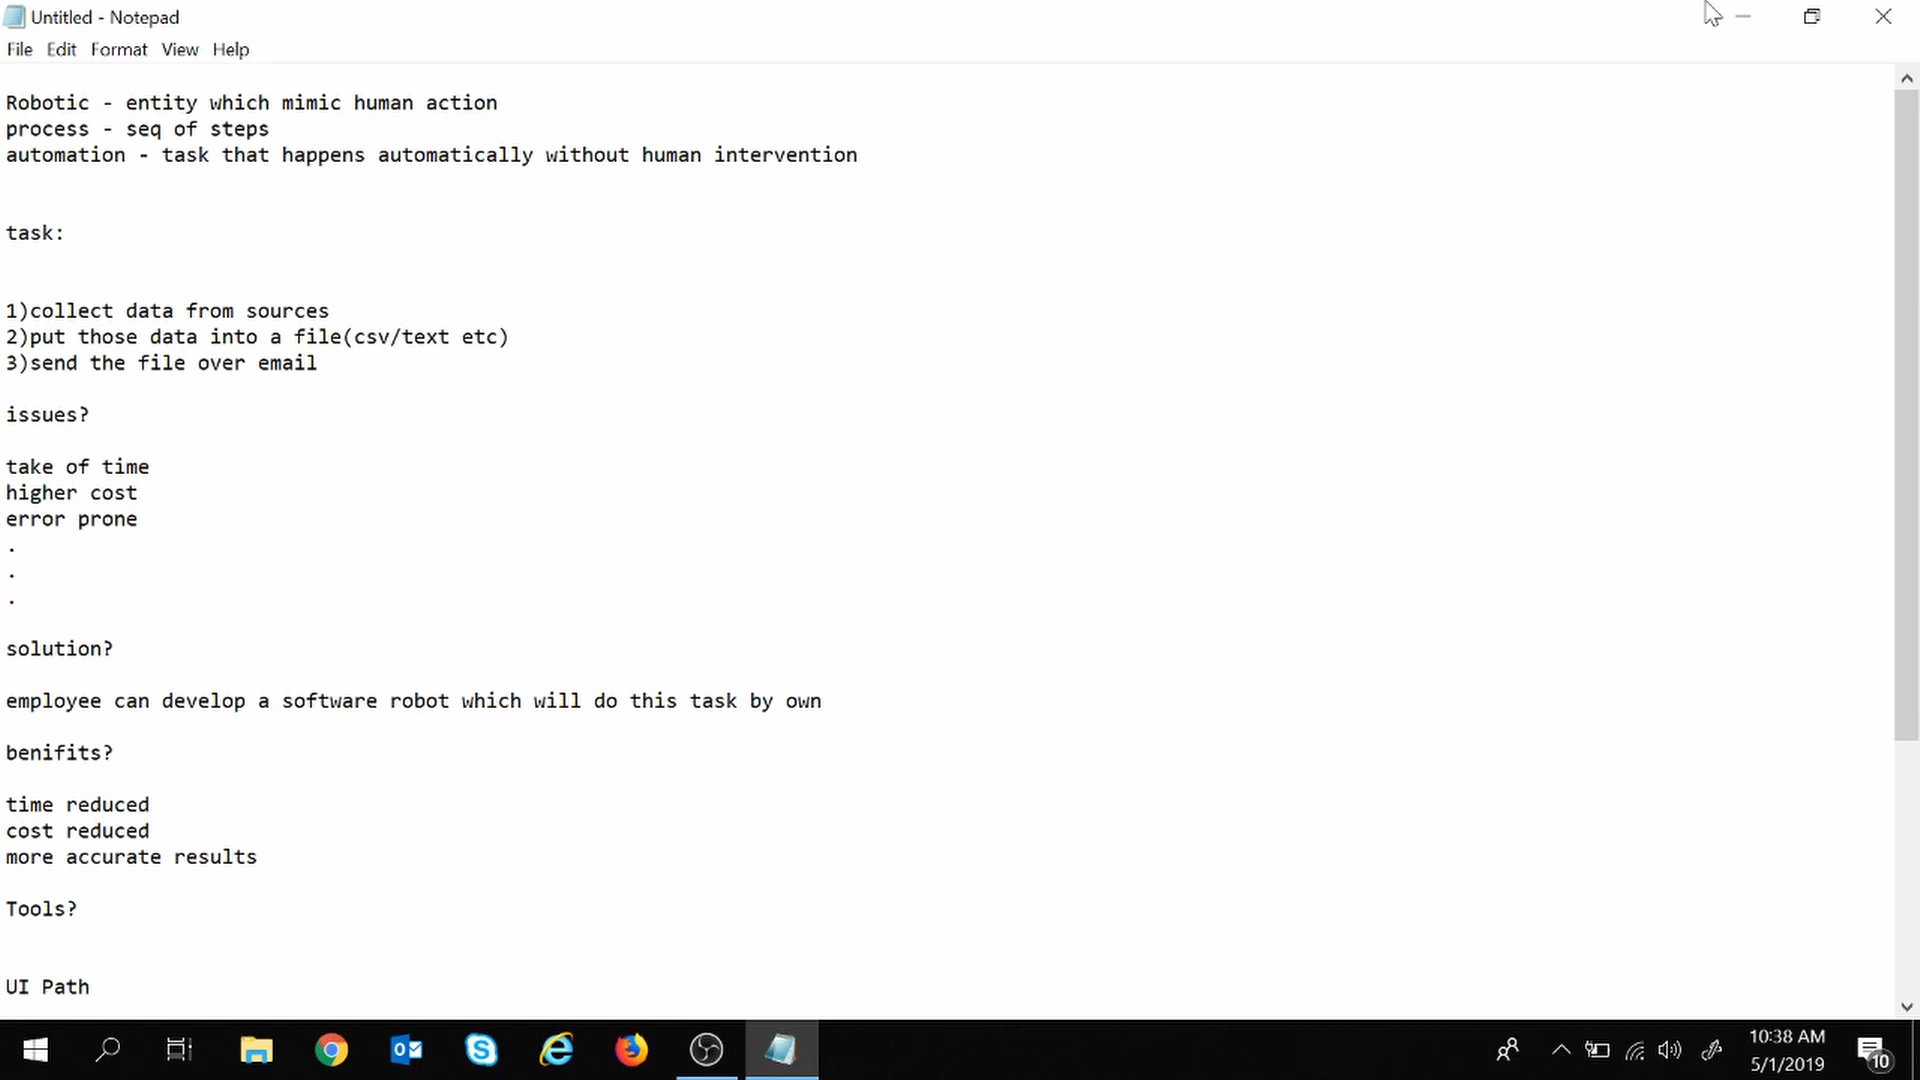 Untitled - Notepad
File Edit Format View Help
Robotic - entity which mimic human action
process - seq of steps
automation - task that happens automatically without human intervention
task:
1)collect data from sources
2)put those data into a file(csv/text etc)
3)send the file over email
issues?
take of time
higher cost
error prone
.
.
.
solution?
employee can develop a software robot which will do this task by own
benifits?
time reduced
cost reduced
more accurate results
Tools?
UI Path
10:38 AM
5/1/2019
10